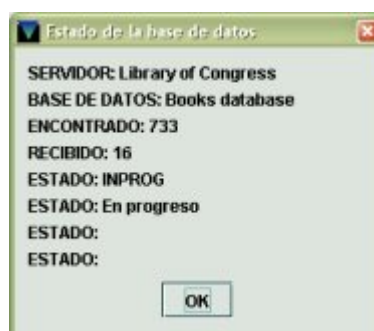 Estado de la base de datos
SERVIDOR: Library of Congress
BASE DE DATOS: Books database
ENCONTRADO: 733
RECIBIDO: 16
ESTADO: INPROG
ESTADO: En progreso
ESTADO:
ESTADO:
OK